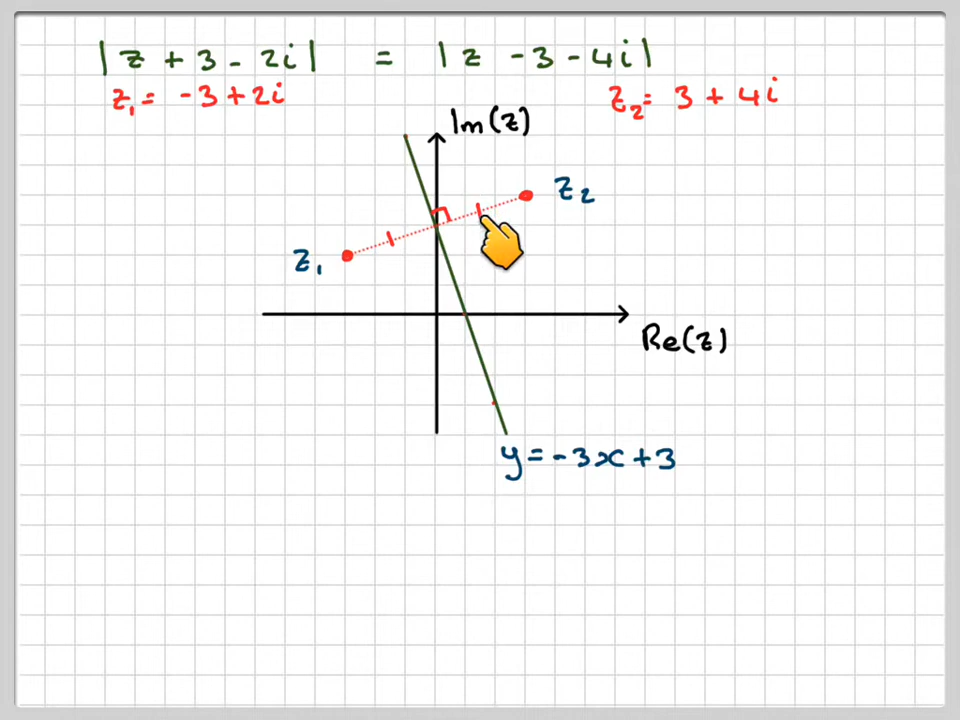 |z + 3 - 2i| = |z - 3 - 4i|
z₁ = -3 + 2i z₂ = 3 + 4i
Im(z)
z₂
z₁
Re(z)
y = -3x + 3